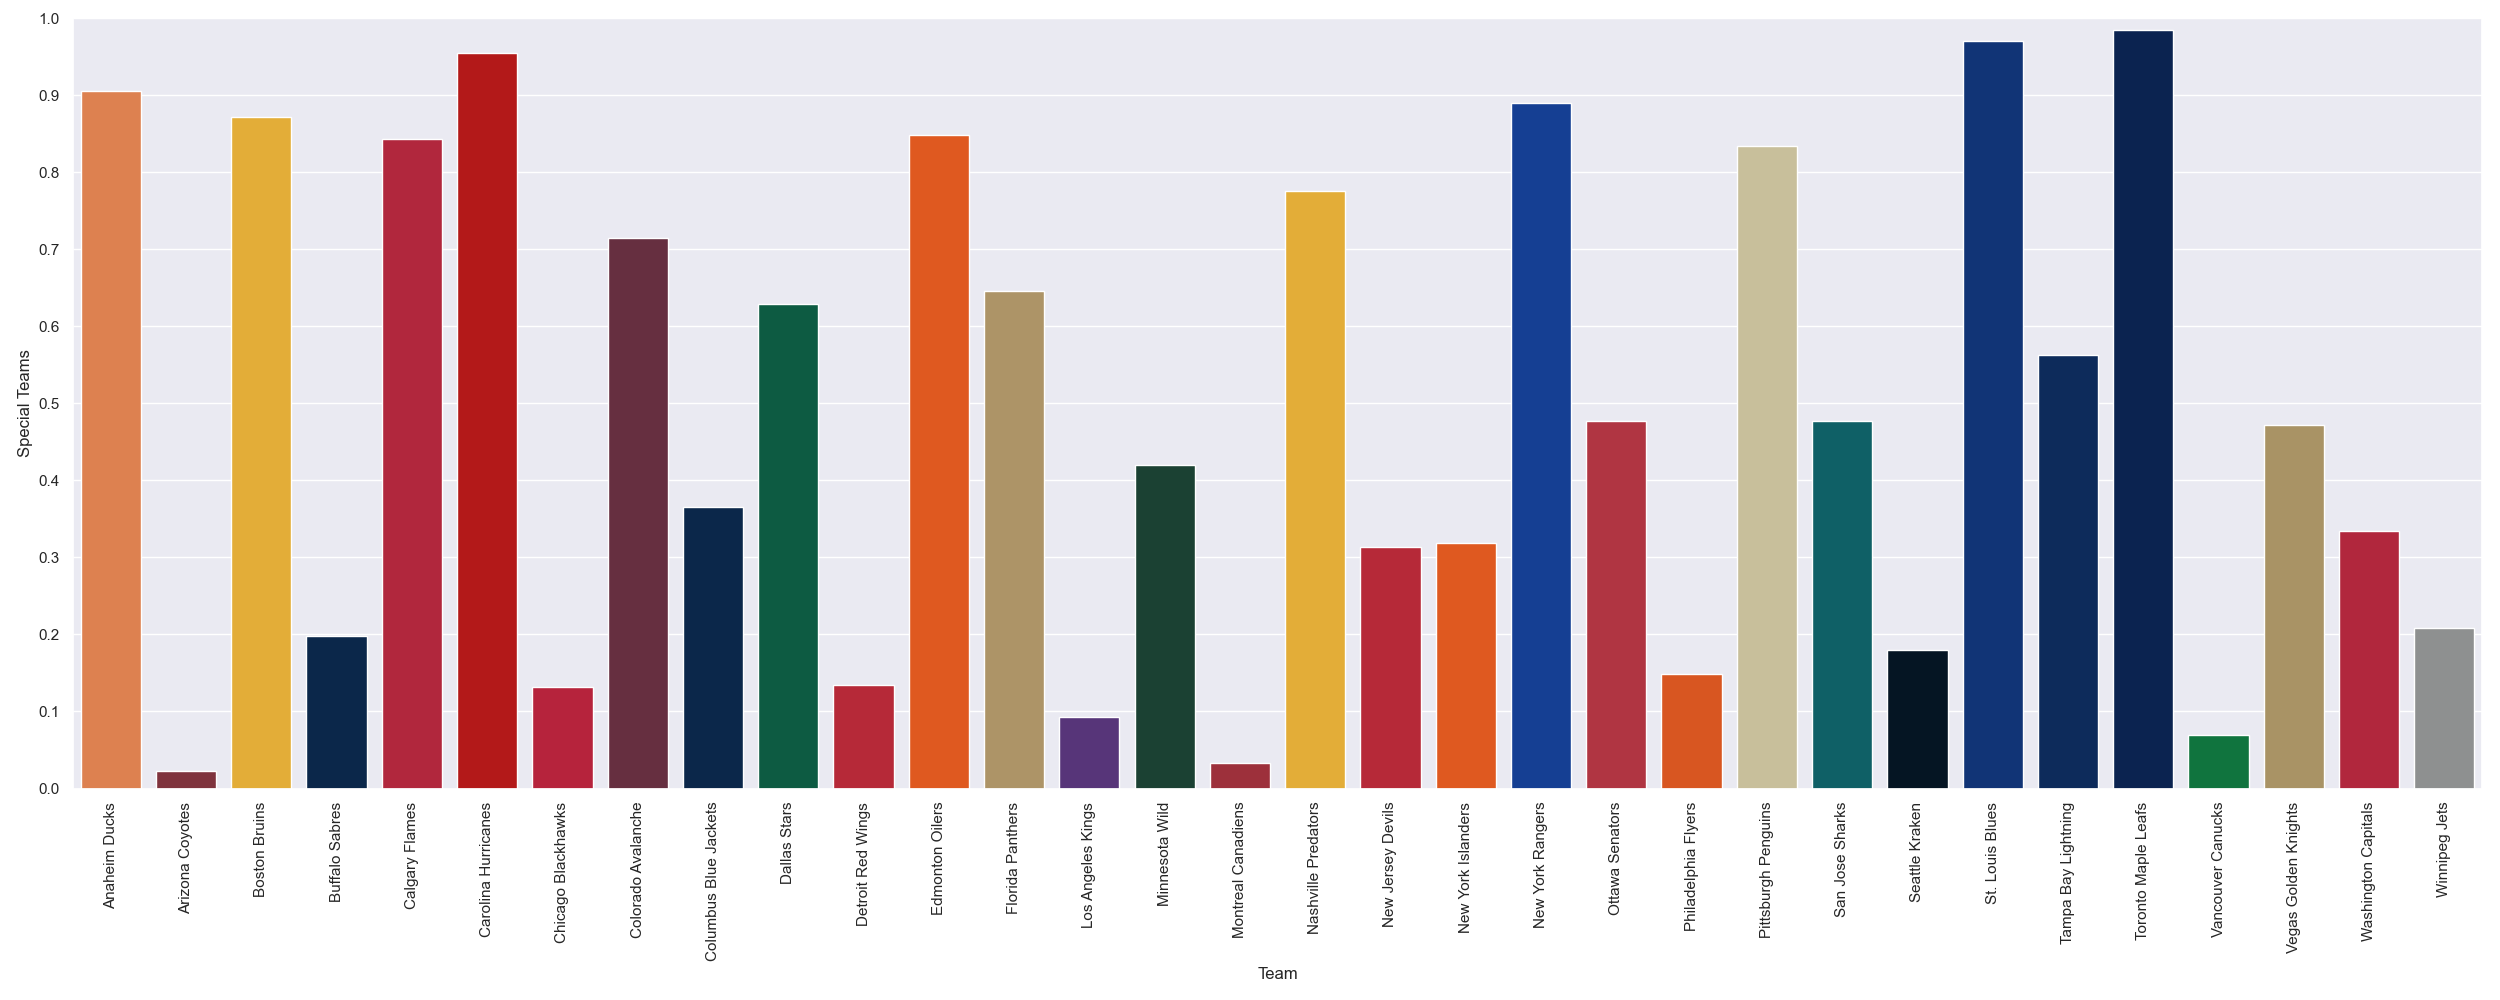 1.0
0.9
0.8
0.7
0.6
0.5
0.4
0.3
0.2
0.1
0.0
Special Teams
Anaheim Ducks
Arizona Coyotes
Boston Bruins
Buffalo Sabres
Calgary Flames
Carolina Hurricanes
Chicago Blackhawks
Colorado Avalanche
Columbus Blue Jackets
Dallas Stars
Detroit Red Wings
Edmonton Oilers
Florida Panthers
Los Angeles Kings
Minnesota Wild
Montreal Canadiens
Nashville Predators
New Jersey Devils
New York Islanders
New York Rangers
Ottawa Senators
Philadelphia Flyers
Pittsburgh Penguins
San Jose Sharks
Seattle Kraken
St. Louis Blues
Tampa Bay Lightning
Toronto Maple Leafs
Vancouver Canucks
Vegas Golden Knights
Washington Capitals
Winnipeg Jets
Team